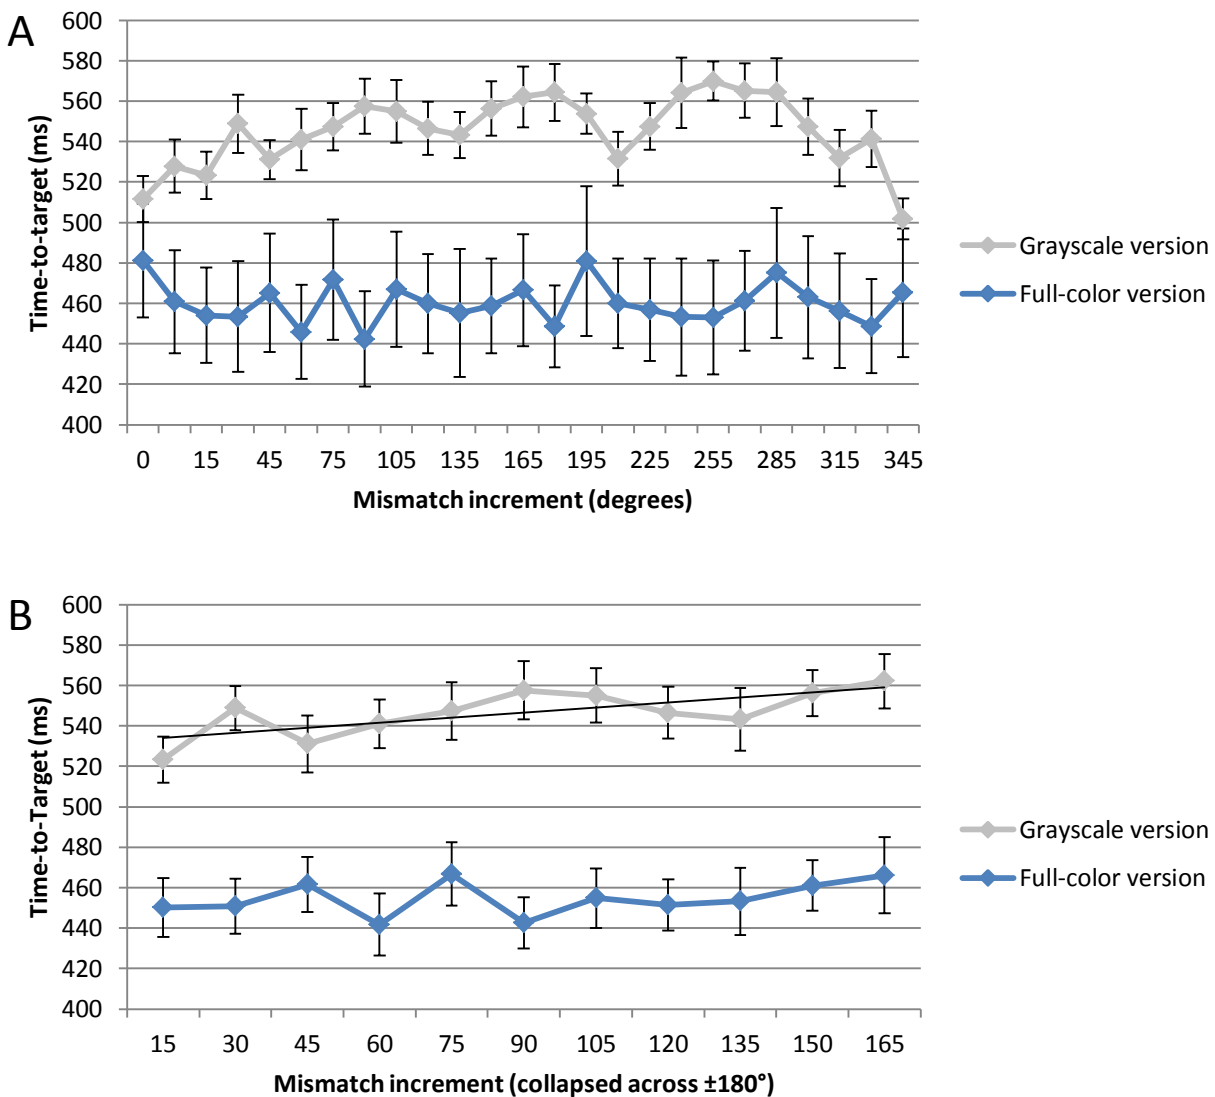 A
Time-to-target (ms)
600
580
560
540
520
500
480
460
440
420
400
0 15 45 75 105 135 165 195 225 255 285 315 345
Mismatch increment (degrees)
Grayscale version
Full-color version
B
Time-to-Target (ms)
600
580
560
540
520
500
480
460
440
420
400
15 30 45 60 75 90 105 120 135 150 165
Mismatch increment (collapsed across ±180°)
Grayscale version
Full-color version